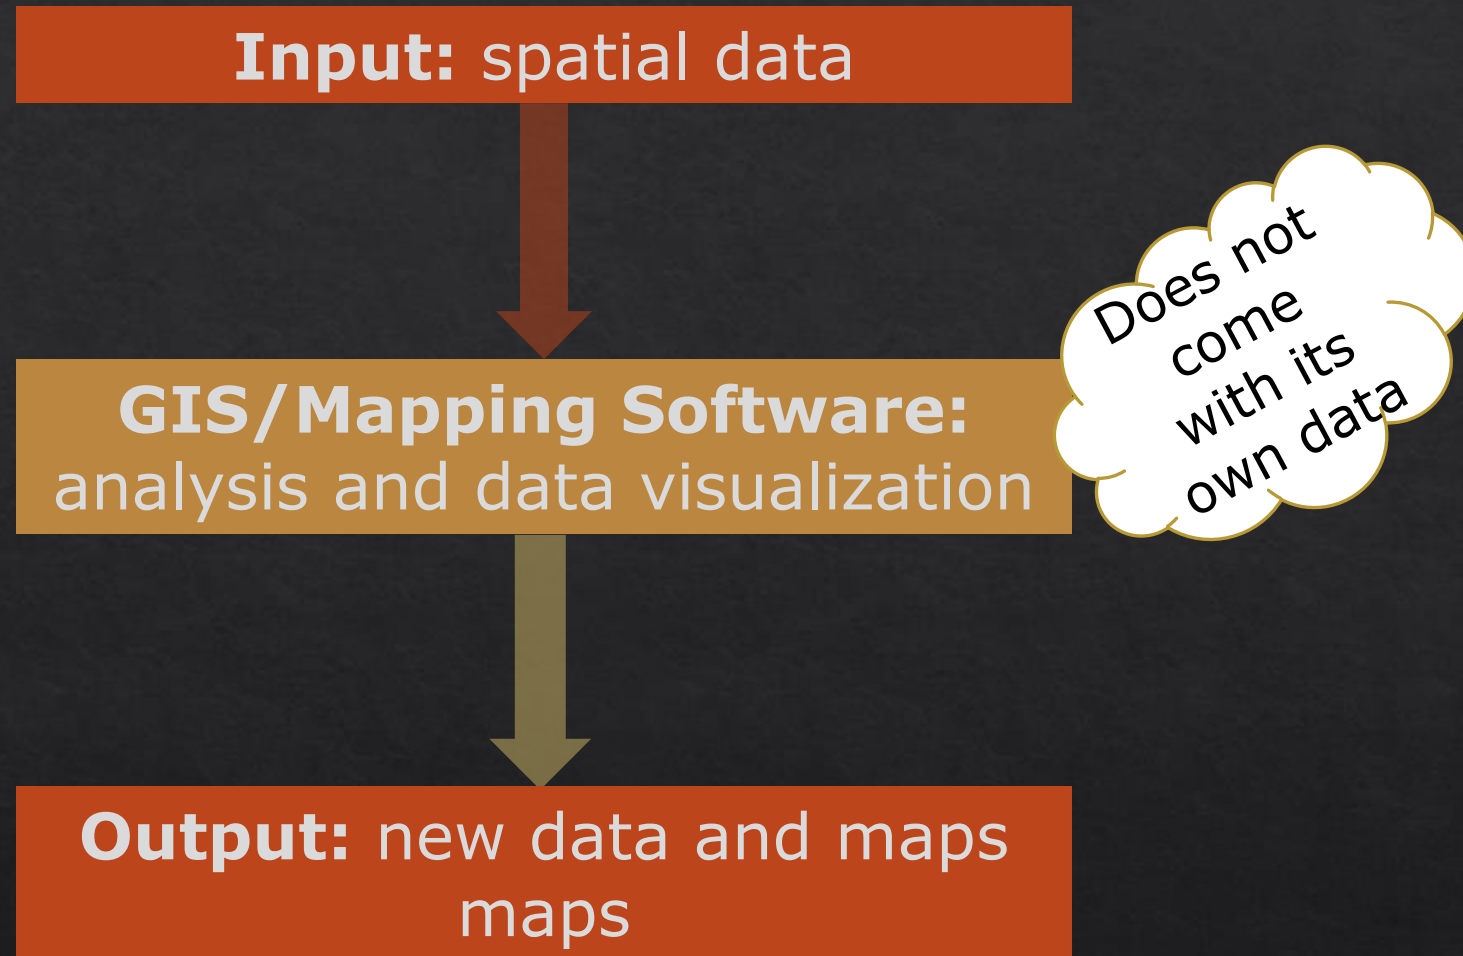 Input: spatial data
GIS/Mapping Software:
analysis and data visualization
Does not
come
with its
own data
Output: new data and maps
maps